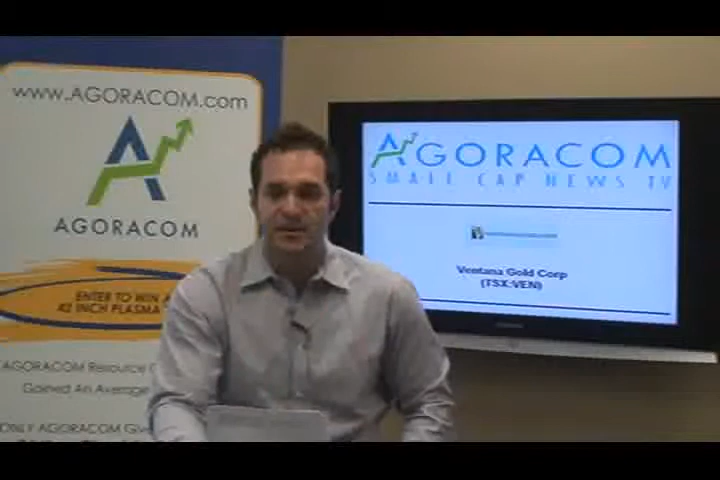 www.AGORACOM.com
AGORACOM
ENTER TO WIN A
42 INCH PLASMA
AGORACOM Resource
Gained An Average
ONLY AGORACOM
AGORACOM
SMALL CAP NEWS TV
Ventana Gold Corp
(TSX:VEN)